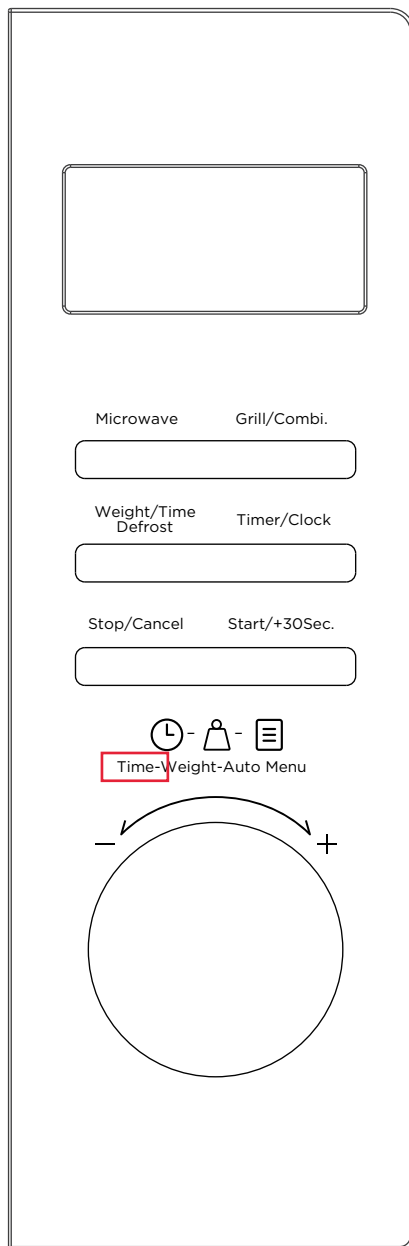 Microwave Grill/Combi.
Weight/Time
Defrost Timer/Clock
Stop/Cancel Start/+30Sec.
Time-Weight-Auto Menu